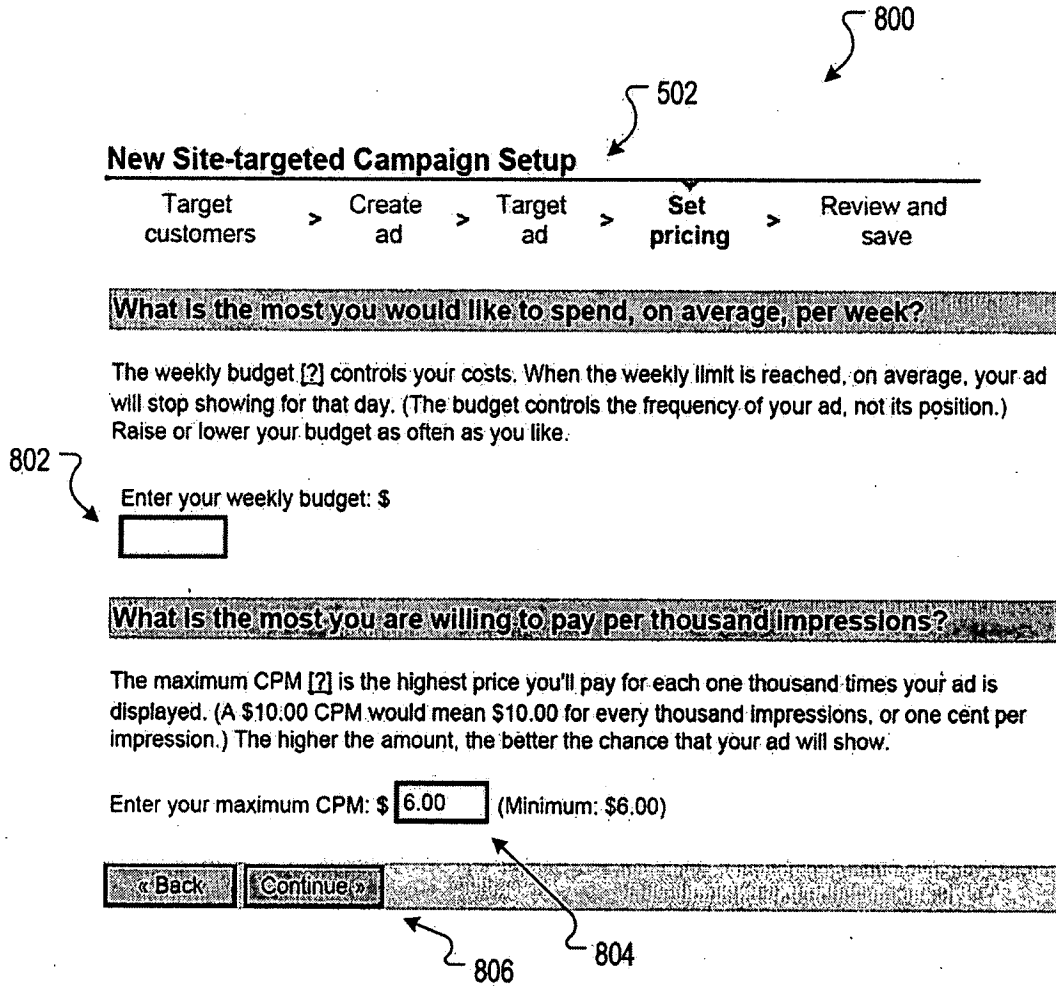 800
502
New Site-targeted Campaign Setup
Target customers > Create ad > Target ad > Set pricing > Review and save
What is the most you would like to spend, on average, per week?
The weekly budget [?] controls your costs. When the weekly limit is reached, on average, your ad
will stop showing for that day. (The budget controls the frequency of your ad, not its position.)
Raise or lower your budget as often as you like.
802
Enter your weekly budget: $
What is the most you are willing to pay per thousand impressions?
The maximum CPM [?] is the highest price you'll pay for each one thousand times your ad is
displayed. (A $10.00 CPM would mean $10.00 for every thousand impressions, or one cent per
impression.) The higher the amount, the better the chance that your ad will show.
Enter your maximum CPM: $ 6.00 (Minimum: $6.00)
« Back Continue »
804
806